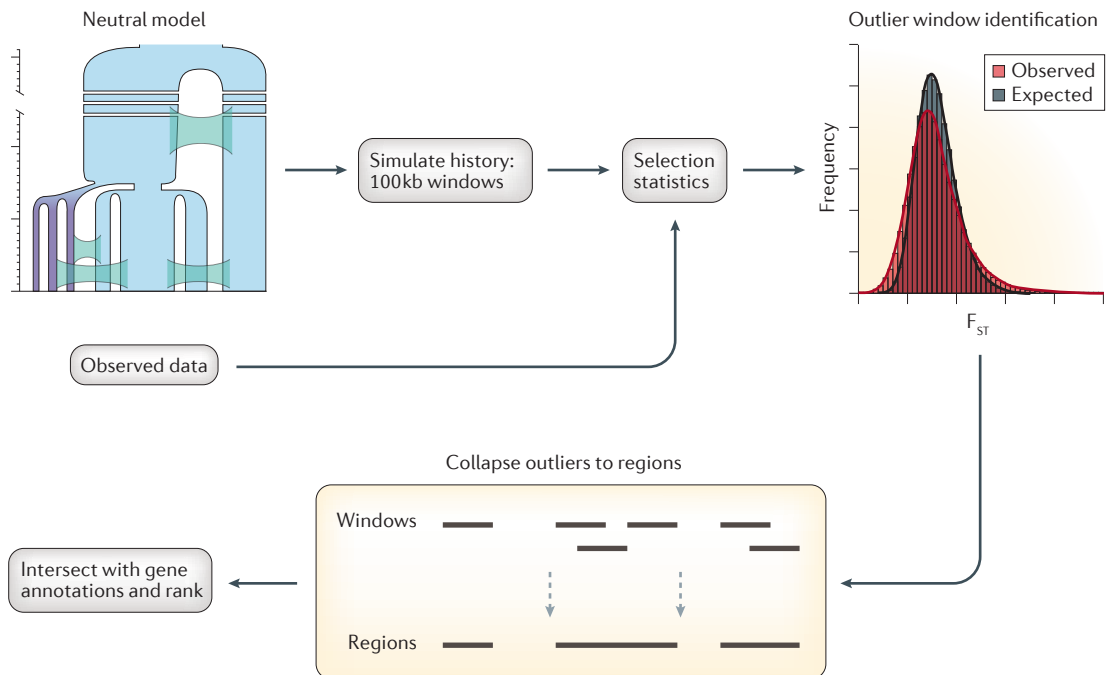 Neutral model
Outlier window identification
Observed
Expected
Frequency
F_ST
Simulate history:
100kb windows
Selection
statistics
Observed data
Collapse outliers to regions
Windows
Regions
Intersect with gene
annotations and rank